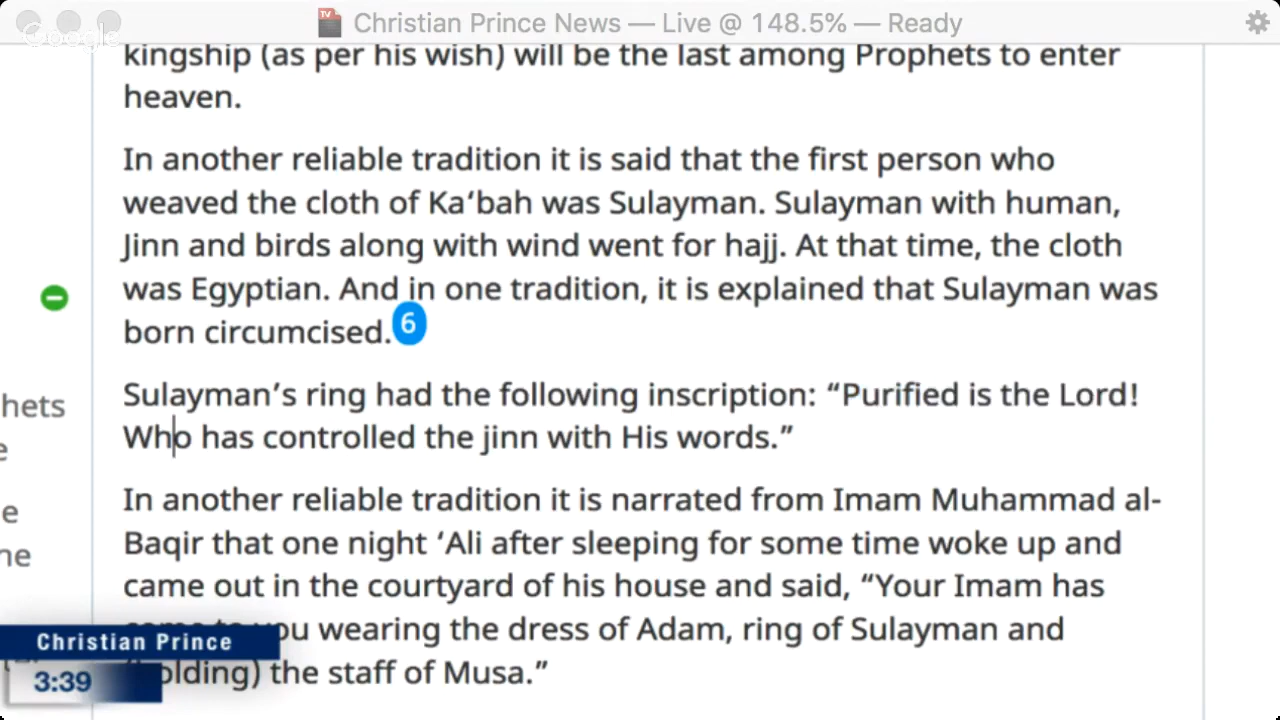 Christian Prince News — Live @ 148.5% — Ready
Google
kingship (as per his wish) will be the last among Prophets to enter
heaven.
In another reliable tradition it is said that the first person who
weaved the cloth of Ka‘bah was Sulayman. Sulayman with human,
Jinn and birds along with wind went for hajj. At that time, the cloth
was Egyptian. And in one tradition, it is explained that Sulayman was
born circumcised. 6
hets
Sulayman’s ring had the following inscription: “Purified is the Lord!
Who has controlled the jinn with His words.”
e
e
ne
In another reliable tradition it is narrated from Imam Muhammad al-
Baqir that one night ‘Ali after sleeping for some time woke up and
came out in the courtyard of his house and said, “Your Imam has
you wearing the dress of Adam, ring of Sulayman and
the staff of Musa.”
Christian Prince
3:39